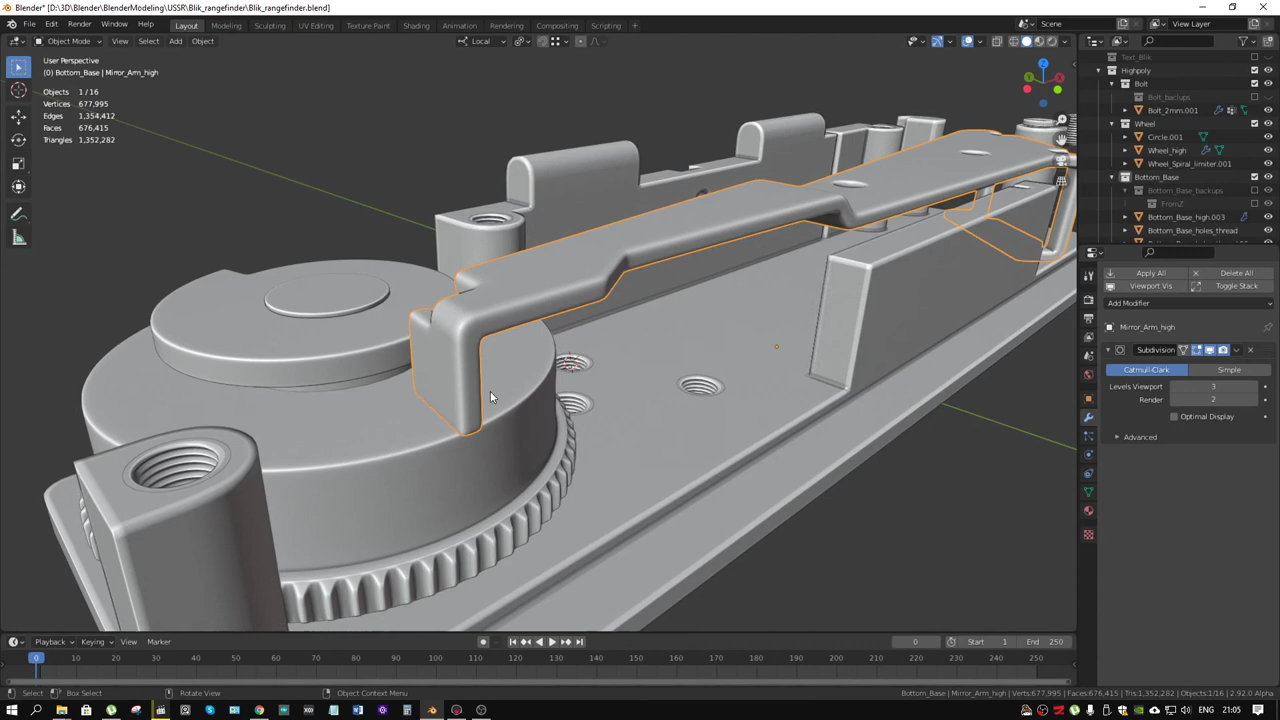 Blender* [D:\3D\Blender\BlenderModeling\USSR\Blik_rangefinder\Blik_rangefinder.blend]
File Edit Render Window Help Layout Modeling Sculpting UV Editing Texture Paint Shading Animation Rendering Compositing Scripting Scene View Layer
Object Mode View Select Add Object Local
User Perspective
(0) Bottom_Base | Mirror_Arm_high
Objects 1 / 16
Vertices 677,995
Edges 1,354,412
Faces 676,415
Triangles 1,352,282
Text_Blik
Highpoly
Bolt
Bolt_baclups
Bolt_2mm.001
Wheel
Circle.001
Wheel_high
Wheel_Spiral_limiter.001
Bottom_Base
Bottom_Base_backups
FromZ
Bottom_Base_high.003
Bottom_Base_holes_thread
Apply All Delete All
Viewport Vis Toggle Stack
Add Modifier
Mirror_Arm_high
Subdivision
Catmull-Clark Simple
Levels Viewport 3
Render 2
Optimal Display
Advanced
Playback Keying View Marker 0 Start 1 End 250
0 10 20 30 40 50 60 70 80 90 100 110 120 130 140 150 160 170 180 190 200 210 220 230 240 250
Select Box Select Rotate View Object Context Menu Bottom_Base | Mirror_Arm_high | Verts:677,995 | Faces:676,415 | Tris:1,352,282 | Objects:1/16 | 2.92.0 Alpha
ENG 21:05